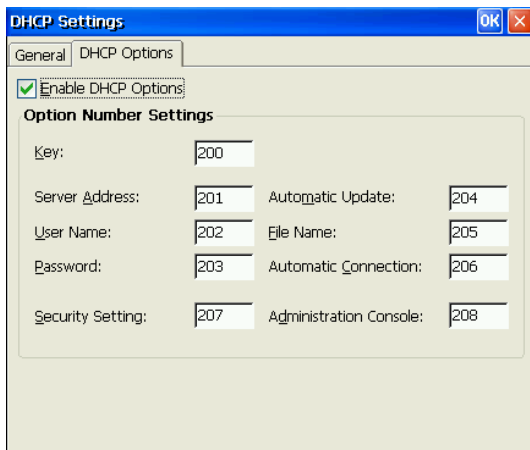 DHCP Settings OK
General DHCP Options
Enable DHCP Options
Option Number Settings
Key: 200
Server Address: 201 Automatic Update: 204
User Name: 202 File Name: 205
Password: 203 Automatic Connection: 206
Security Setting: 207 Administration Console: 208